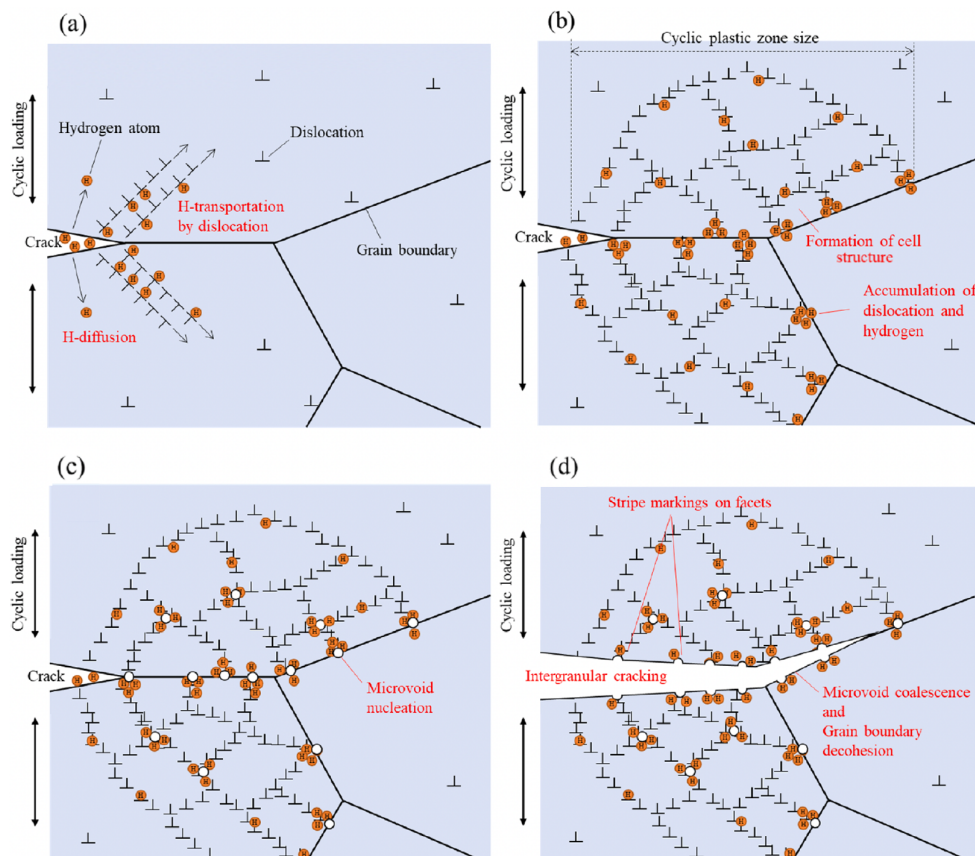 (a)
Cyclic loading
Hydrogen atom
Dislocation
H-transportation
by dislocation
Crack
Grain boundary
H-diffusion
H H H H H H H H H H H H H H H H
(b)
Cyclic plastic zone size
Cyclic loading
Crack
Formation of cell
structure
Accumulation of
dislocation and
hydrogen
(c)
Cyclic loading
Crack
Microvoid
nucleation
(d)
Stripe markings on facets
Cyclic loading
Intergranular cracking
Microvoid coalescence
and
Grain boundary
decohesion